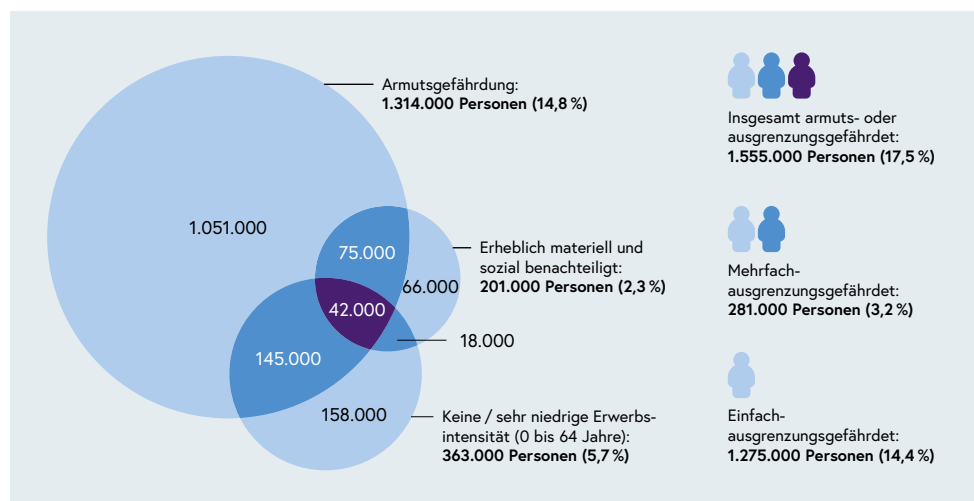 Armutsgefährdung:
1.314.000 Personen (14,8 %)
1.051.000
75.000
66.000
42.000
18.000
145.000
158.000
Erheblich materiell und
sozial benachteiligt:
201.000 Personen (2,3 %)
Keine / sehr niedrige Erwerbs-
intensität (0 bis 64 Jahre):
363.000 Personen (5,7 %)
Insgesamt armuts- oder
ausgrenzungsgefährdet:
1.555.000 Personen (17,5 %)
Mehrfach-
ausgrenzungsgefährdet:
281.000 Personen (3,2 %)
Einfach-
ausgrenzungsgefährdet:
1.275.000 Personen (14,4 %)